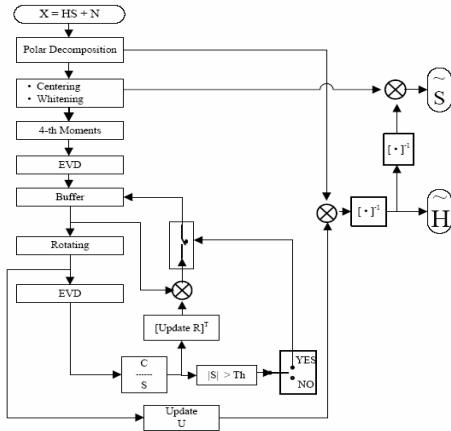 X = HS + N
Polar Decomposition
• Centering
• Whitening
~
S
4-th Moments
[ • ]-1
EVD
Buffer
[ • ]-1
~
H
Rotating
EVD
[Update R]T
C
------
S
|S| > Th
YES
NO
Update
U